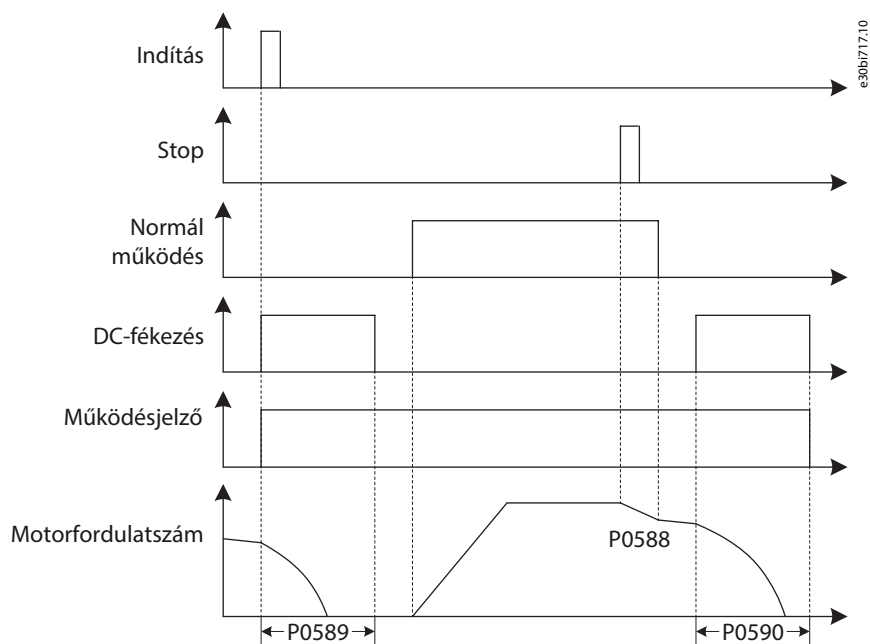 Indítás
Stop
Normál
működés
DC-fékezés
Működésjelző
Motorfordulatszám
P0588
P0589
P0590
e30bi717.10